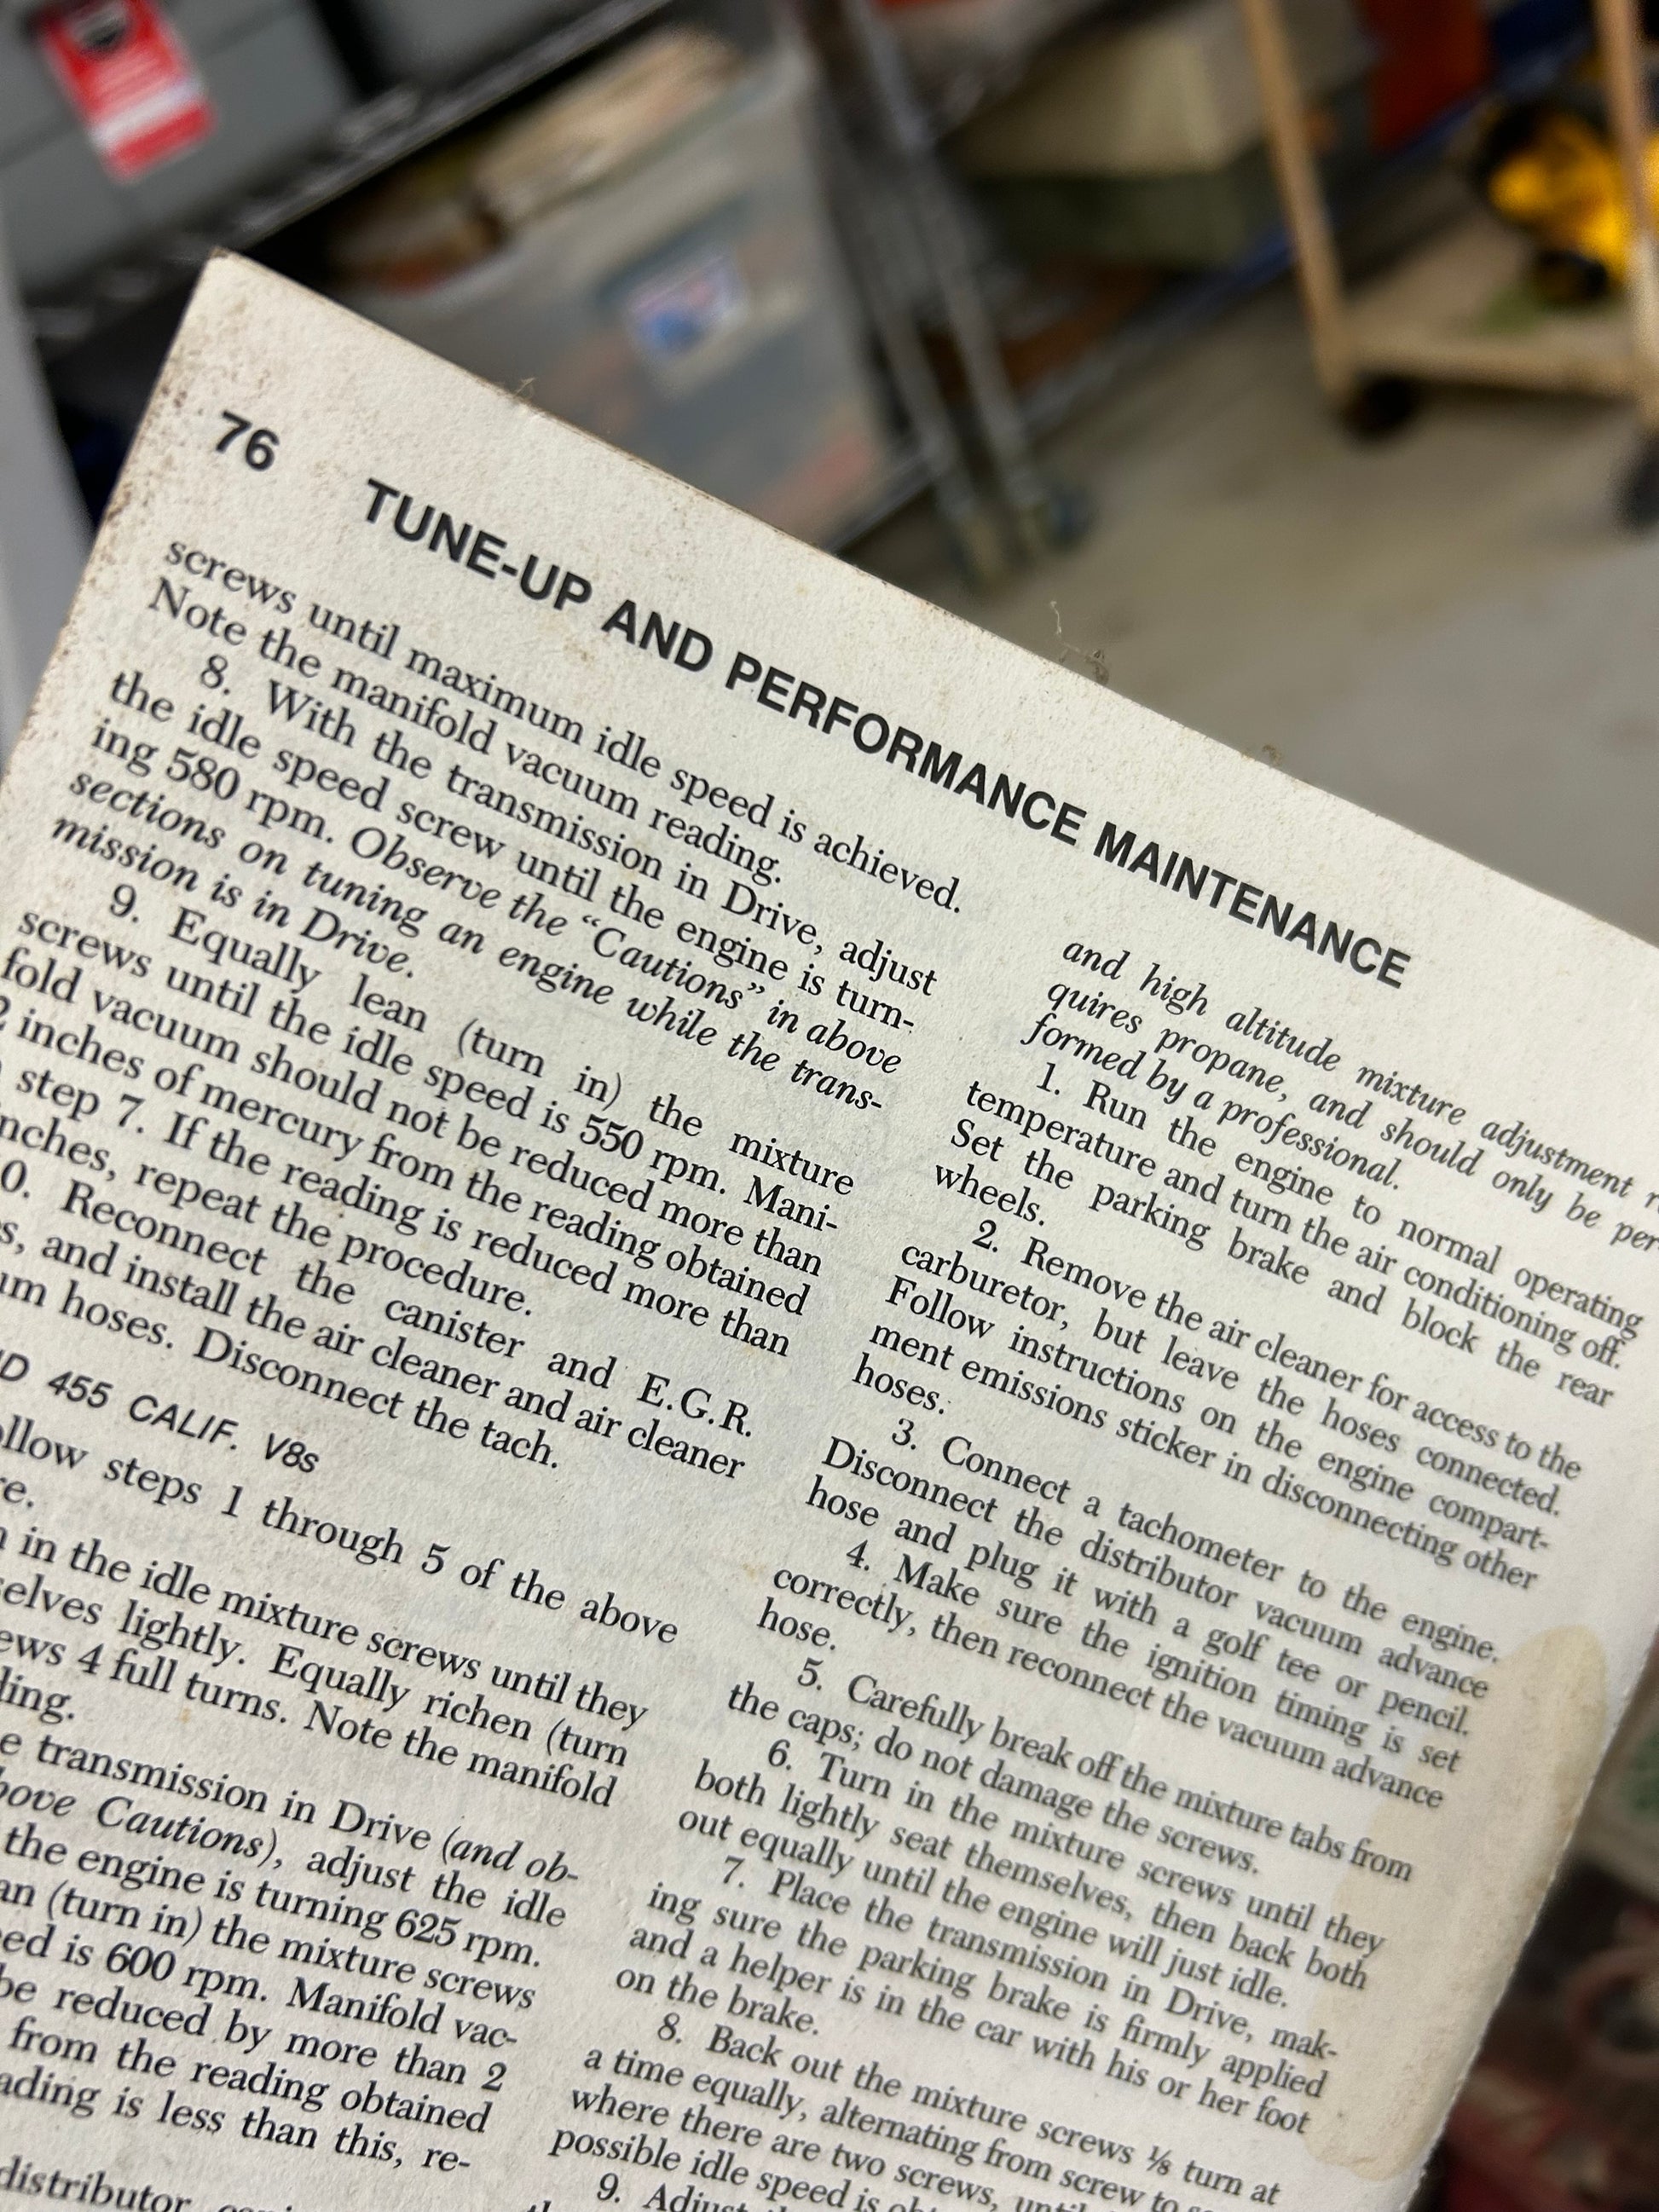 76
TUNE-UP AND PERFORMANCE MAINTENANCE
screws until maximum idle speed is achieved.
Note the manifold vacuum reading.
8. With the transmission in Drive, adjust
the idle speed screw until the engine is turn-
ing 580 rpm. Observe the “Cautions” in above
sections on tuning an engine while the trans-
mission is in Drive.
9. Equally lean (turn in) the mixture
screws until the idle speed is 550 rpm. Mani-
fold vacuum should not be reduced more than
2 inches of mercury from the reading obtained
step 7. If the reading is reduced more than
inches, repeat the procedure.
0. Reconnect the canister and E.G.R.
and install the air cleaner and air cleaner
hoses. Disconnect the tach.
455 CALIF. V8s
steps 1 through 5 of the above
in the idle mixture screws until they
lightly. Equally richen (turn
4 full turns. Note the manifold
transmission in Drive (and ob-
Cautions), adjust the idle
the engine is turning 625 rpm.
(turn in) the mixture screws
is 600 rpm. Manifold vac-
be reduced by more than 2
from the reading obtained
is less than this, re-
distributor
and high altitude mixture adjustment
quires propane, and should only be per-
formed by a professional.
1. Run the engine to normal operating
temperature and turn the air conditioning off.
Set the parking brake and block the rear
wheels.
2. Remove the air cleaner for access to the
carburetor, but leave the hoses connected.
Follow instructions on the engine compart-
ment emissions sticker in disconnecting other
hoses.
3. Connect a tachometer to the engine.
Disconnect the distributor vacuum advance
hose and plug it with a golf tee or pencil.
4. Make sure the ignition timing is set
correctly, then reconnect the vacuum advance
hose.
5. Carefully break off the mixture tabs from
the caps; do not damage the screws.
6. Turn in the mixture screws until they
both lightly seat themselves, then back both
out equally until the engine will just idle.
7. Place the transmission in Drive, mak-
ing sure the parking brake is firmly applied
and a helper is in the car with his or her foot
on the brake.
8. Back out the mixture screws ⅛ turn at
a time equally, alternating from screw to
where there are two screws,
possible idle speed is
9.